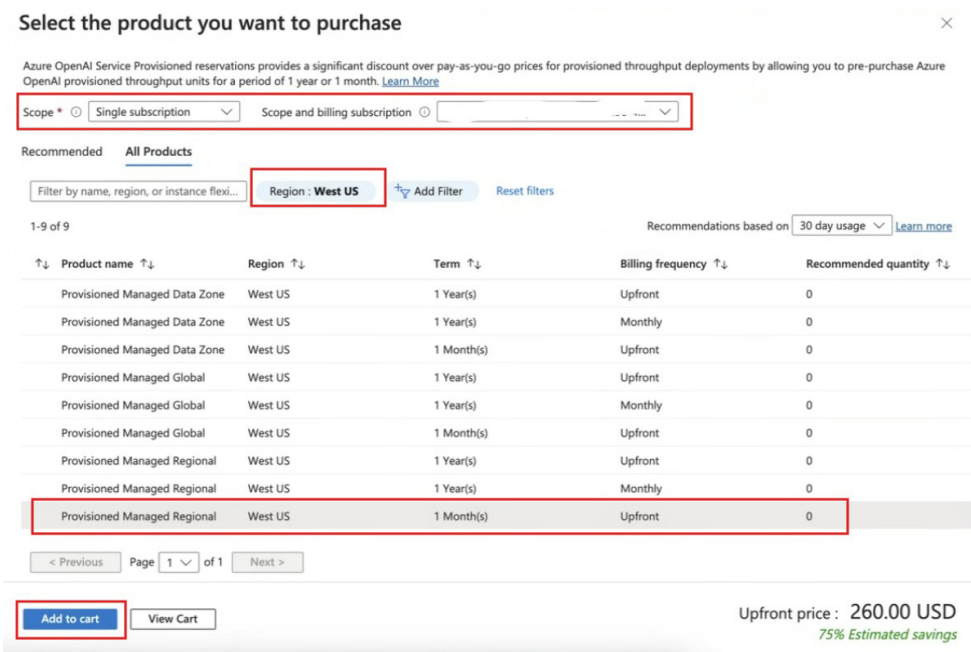 Select the product you want to purchase
Azure OpenAI Service Provisioned reservations provides a significant discount over pay-as-you-go prices for provisioned throughput deployments by allowing you to pre-purchase Azure
OpenAI provisioned throughput units for a period of 1 year or 1 month. Learn More
Scope * Single subscription Scope and billing subscription
Recommended All Products
Filter by name, region, or instance flexi... Region : West US Add Filter Reset filters
1-9 of 9 Recommendations based on 30 day usage Learn more
Product name Region Term Billing frequency Recommended quantity
Provisioned Managed Data Zone West US 1 Year(s) Upfront 0
Provisioned Managed Data Zone West US 1 Year(s) Monthly 0
Provisioned Managed Data Zone West US 1 Month(s) Upfront 0
Provisioned Managed Global West US 1 Year(s) Upfront 0
Provisioned Managed Global West US 1 Year(s) Monthly 0
Provisioned Managed Global West US 1 Month(s) Upfront 0
Provisioned Managed Regional West US 1 Year(s) Upfront 0
Provisioned Managed Regional West US 1 Year(s) Monthly 0
Provisioned Managed Regional West US 1 Month(s) Upfront 0
< Previous Page 1 of 1 Next >
Add to cart View Cart Upfront price : 260.00 USD
75% Estimated savings